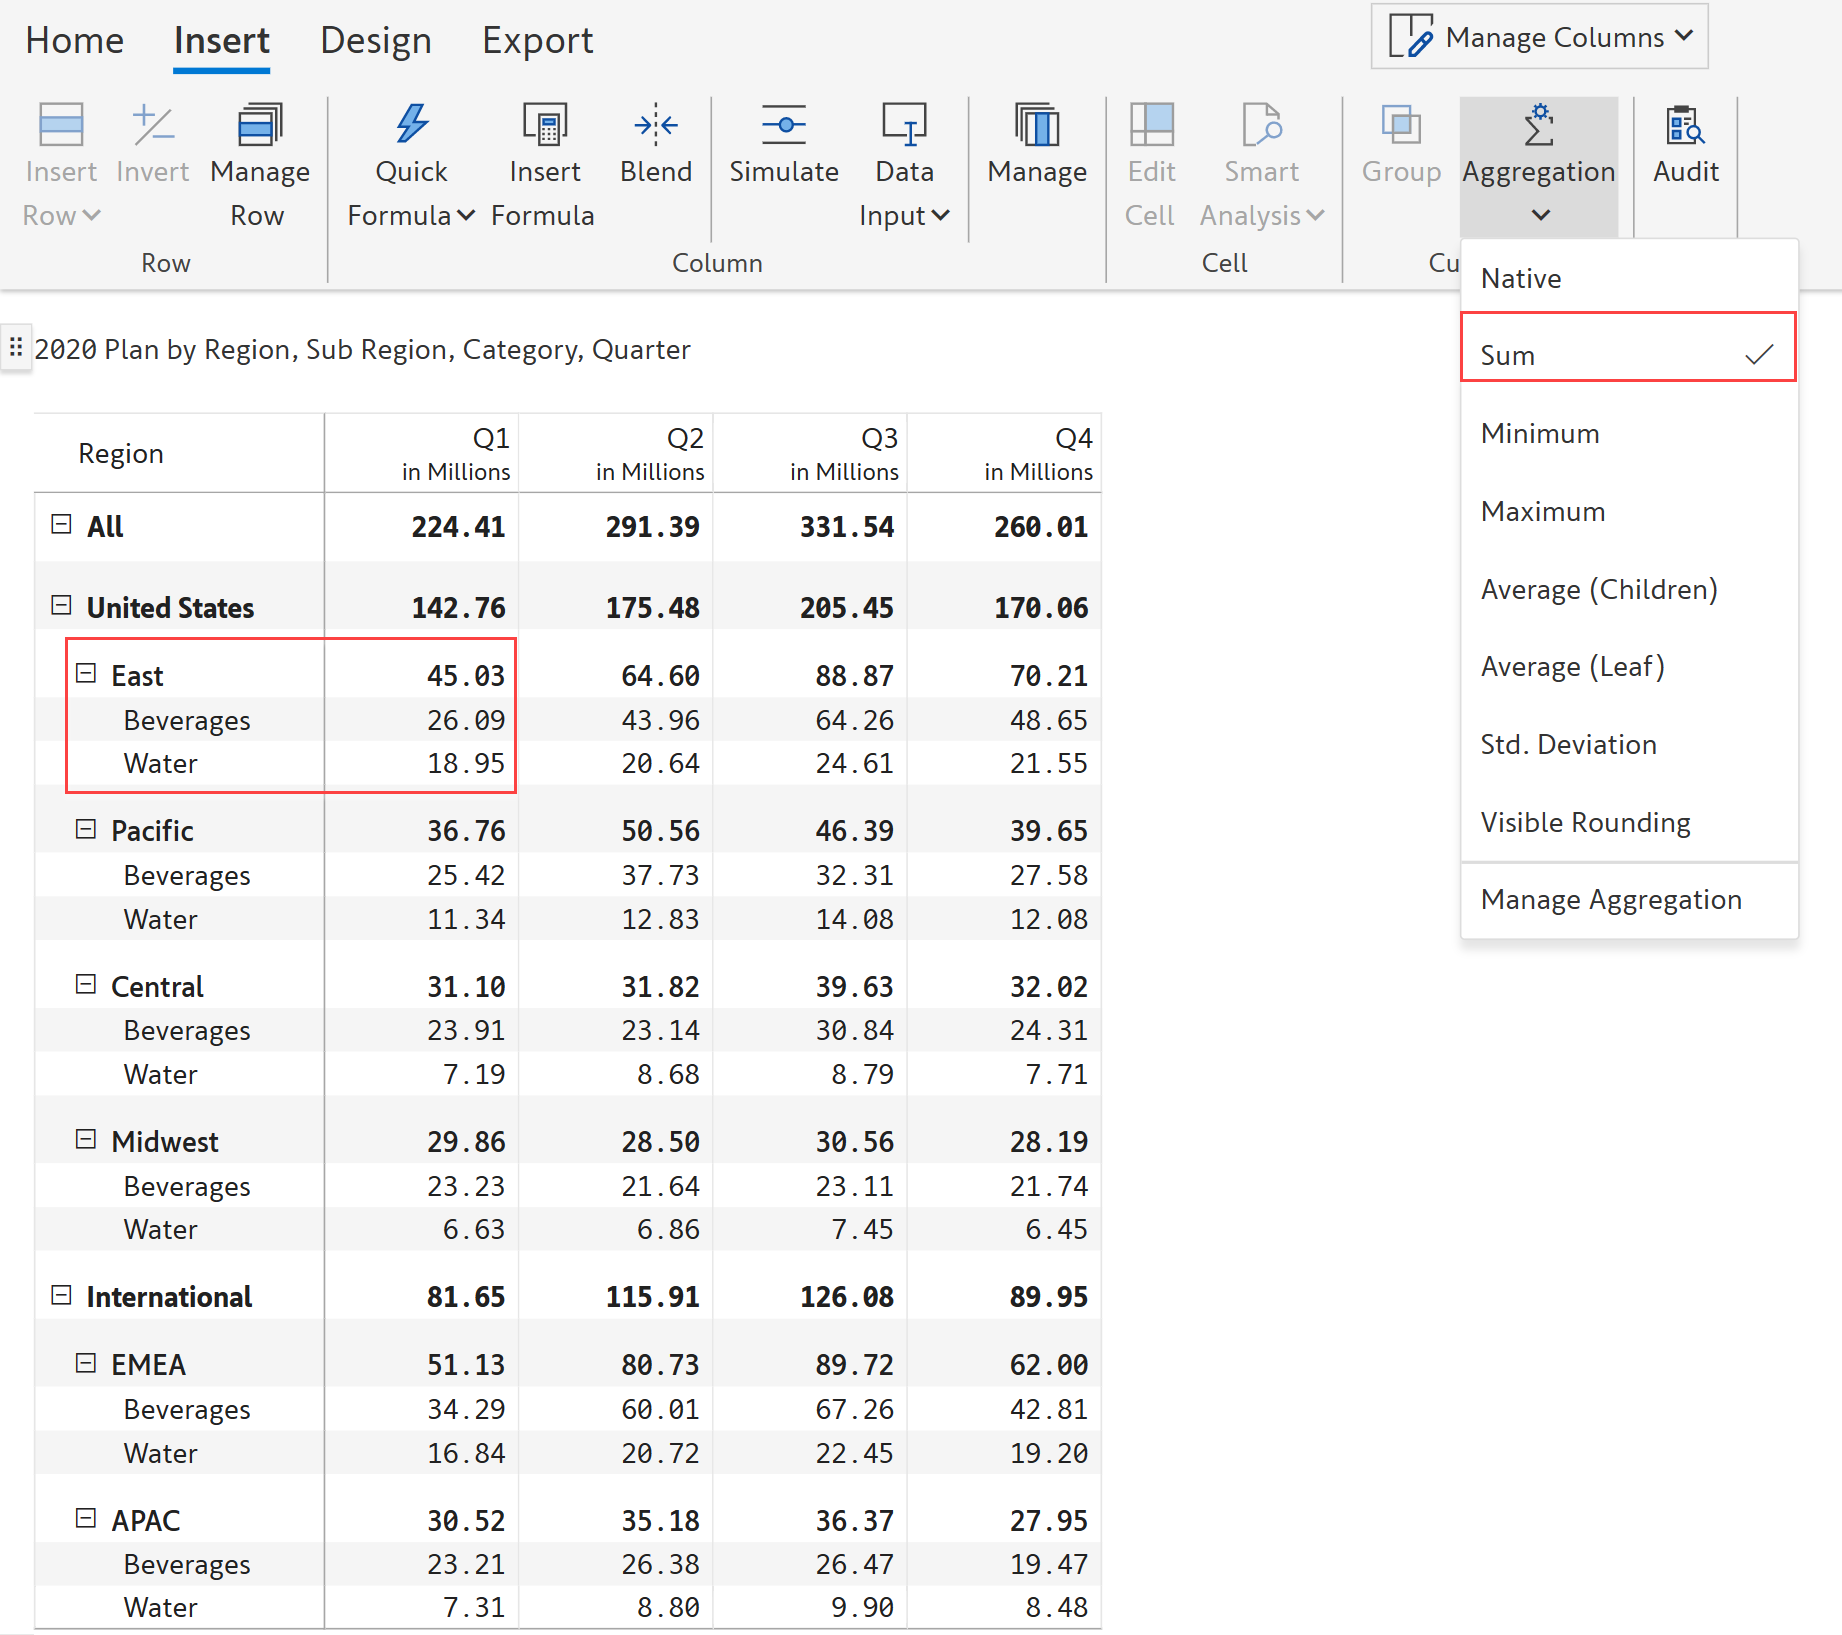 Home Insert Design Export Manage Columns
Insert Row Invert Manage Row Quick Formula Insert Formula Blend Simulate Data Input Manage Edit Cell Smart Analysis Group Aggregation Audit
Row Column Cell Cu
Native
Sum
Minimum
Maximum
Average (Children)
Average (Leaf)
Std. Deviation
Visible Rounding
Manage Aggregation
2020 Plan by Region, Sub Region, Category, Quarter
Region Q1 in Millions Q2 in Millions Q3 in Millions Q4 in Millions
All 224.41 291.39 331.54 260.01
United States 142.76 175.48 205.45 170.06
East 45.03 64.60 88.87 70.21
Beverages 26.09 43.96 64.26 48.65
Water 18.95 20.64 24.61 21.55
Pacific 36.76 50.56 46.39 39.65
Beverages 25.42 37.73 32.31 27.58
Water 11.34 12.83 14.08 12.08
Central 31.10 31.82 39.63 32.02
Beverages 23.91 23.14 30.84 24.31
Water 7.19 8.68 8.79 7.71
Midwest 29.86 28.50 30.56 28.19
Beverages 23.23 21.64 23.11 21.74
Water 6.63 6.86 7.45 6.45
International 81.65 115.91 126.08 89.95
EMEA 51.13 80.73 89.72 62.00
Beverages 34.29 60.01 67.26 42.81
Water 16.84 20.72 22.45 19.20
APAC 30.52 35.18 36.37 27.95
Beverages 23.21 26.38 26.47 19.47
Water 7.31 8.80 9.90 8.48